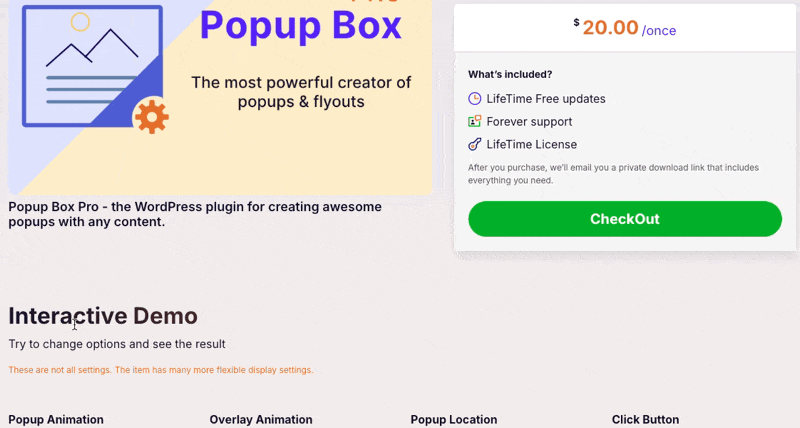 Popup Box
The most powerful creator of
popups & flyouts
Popup Box Pro - the WordPress plugin for creating awesome
popups with any content.
$20.00/once
What's included?
LifeTime Free updates
Forever support
LifeTime License
After you purchase, we'll email you a private download link that includes
everything you need.
CheckOut
Interactive Demo
Try to change options and see the result
These are not all settings. The item has many more flexible display settings.
Popup Animation
Overlay Animation
Popup Location
Click Button